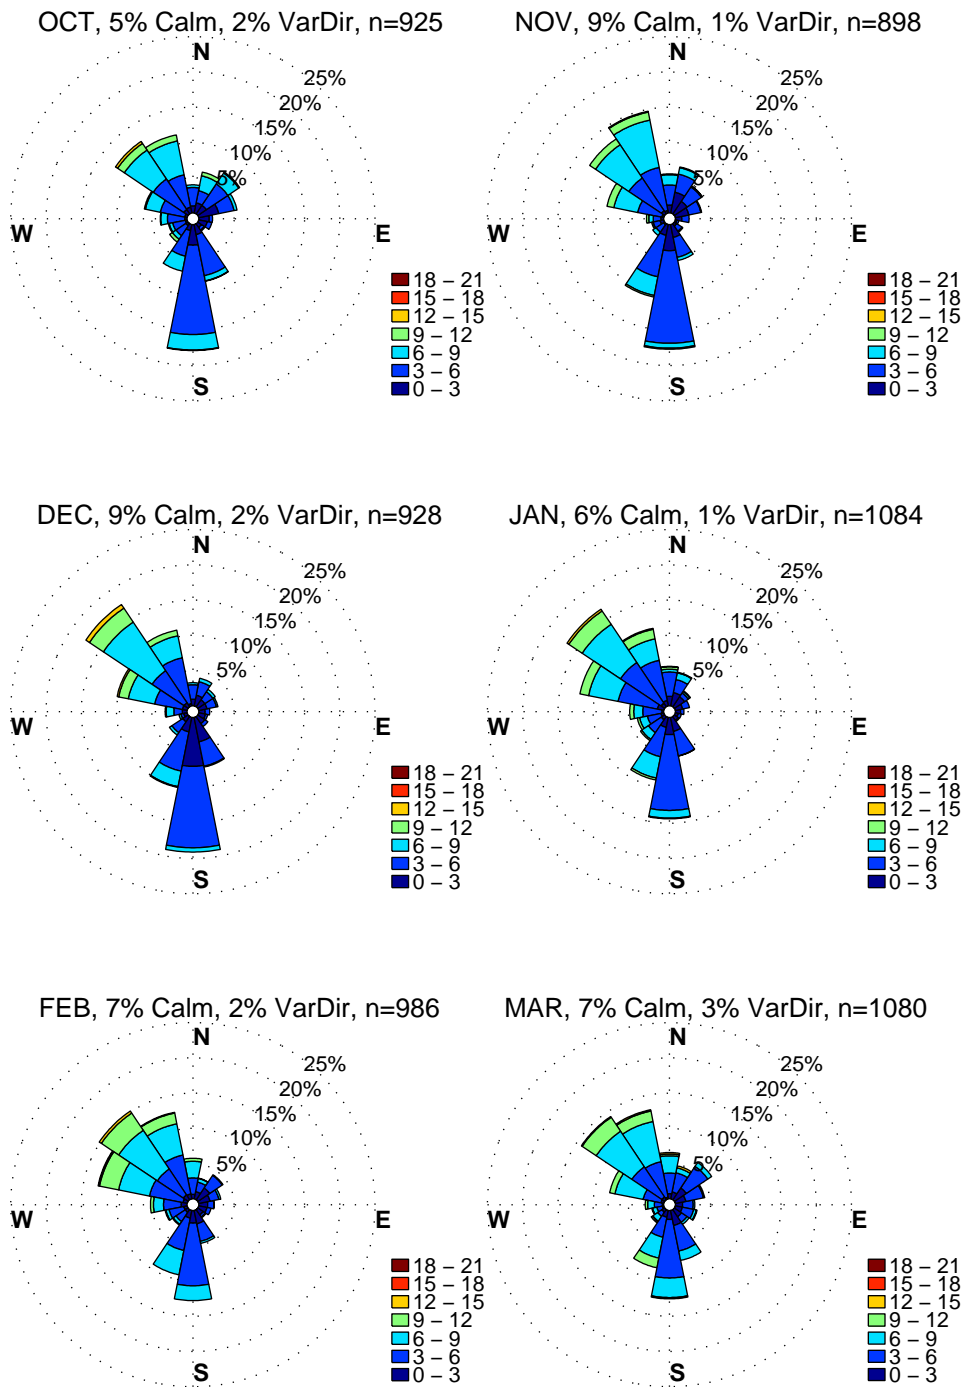 OCT, 5% Calm, 2% VarDir, n=925
N
25%
20%
15%
10%
5%
W
E
S
18 − 21
15 − 18
12 − 15
9 − 12
6 − 9
3 − 6
0 − 3
NOV, 9% Calm, 1% VarDir, n=898
N
25%
20%
15%
10%
5%
W
E
S
18 − 21
15 − 18
12 − 15
9 − 12
6 − 9
3 − 6
0 − 3
DEC, 9% Calm, 2% VarDir, n=928
N
25%
20%
15%
10%
5%
W
E
S
18 − 21
15 − 18
12 − 15
9 − 12
6 − 9
3 − 6
0 − 3
JAN, 6% Calm, 1% VarDir, n=1084
N
25%
20%
15%
10%
5%
W
E
S
18 − 21
15 − 18
12 − 15
9 − 12
6 − 9
3 − 6
0 − 3
FEB, 7% Calm, 2% VarDir, n=986
N
25%
20%
15%
10%
5%
W
E
S
18 − 21
15 − 18
12 − 15
9 − 12
6 − 9
3 − 6
0 − 3
MAR, 7% Calm, 3% VarDir, n=1080
N
25%
20%
15%
10%
5%
W
E
S
18 − 21
15 − 18
12 − 15
9 − 12
6 − 9
3 − 6
0 − 3